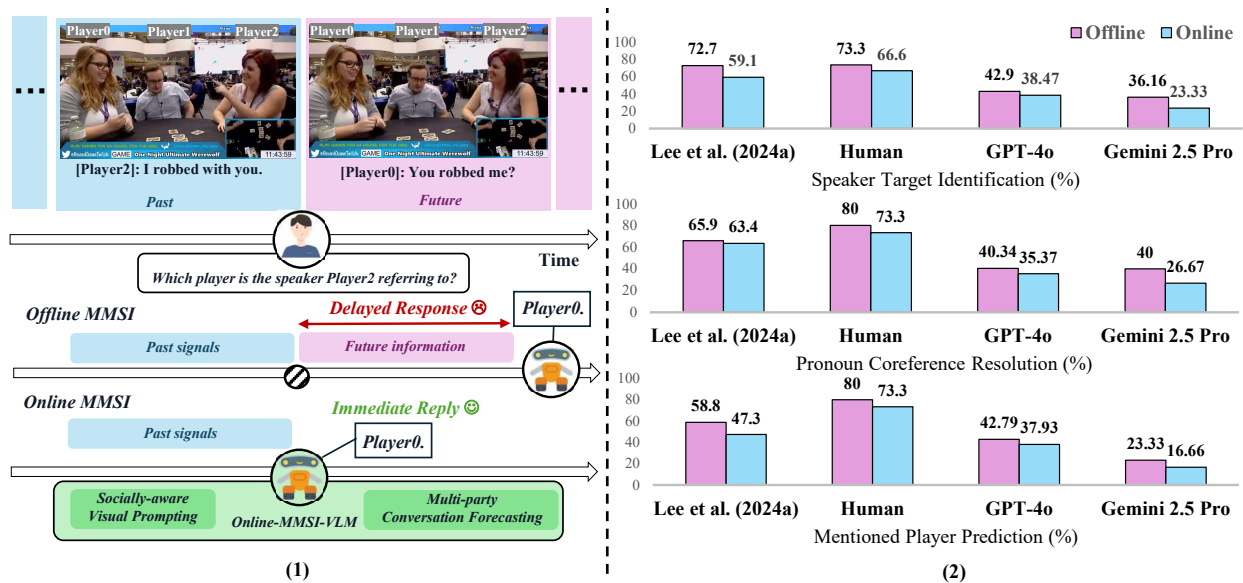 ...
Player0 Player1 Player2
PLAY GAMES FOR 24 HOURS FOR THE KIDS.
GAME One Night Ultimate Werewolf 11:43:59
[Player2]: I robbed with you.
Past
Player0 Player1 Player2
GAME One Night Ultimate Werewolf 11:43:59
[Player0]: You robbed me?
Future
...
Time
Which player is the speaker Player2 referring to?
Offline MMSI
Delayed Response
Player0.
Past signals
Future information
Online MMSI
Immediate Reply
Past signals
Player0.
Socially-aware
Visual Prompting
Online-MMSI-VLM
Multi-party
Conversation Forecasting
(1)
Offline Online
100
80
60
40
20
0
72.7 59.1 73.3 66.6 42.9 38.47 36.16 23.33
Lee et al. (2024a) Human GPT-4o Gemini 2.5 Pro
Speaker Target Identification (%)
100
80
60
40
20
0
65.9 63.4 80 73.3 40.34 35.37 40 26.67
Lee et al. (2024a) Human GPT-4o Gemini 2.5 Pro
Pronoun Coreference Resolution (%)
100
80
60
40
20
0
58.8 47.3 80 73.3 42.79 37.93 23.33 16.66
Lee et al. (2024a) Human GPT-4o Gemini 2.5 Pro
Mentioned Player Prediction (%)
(2)